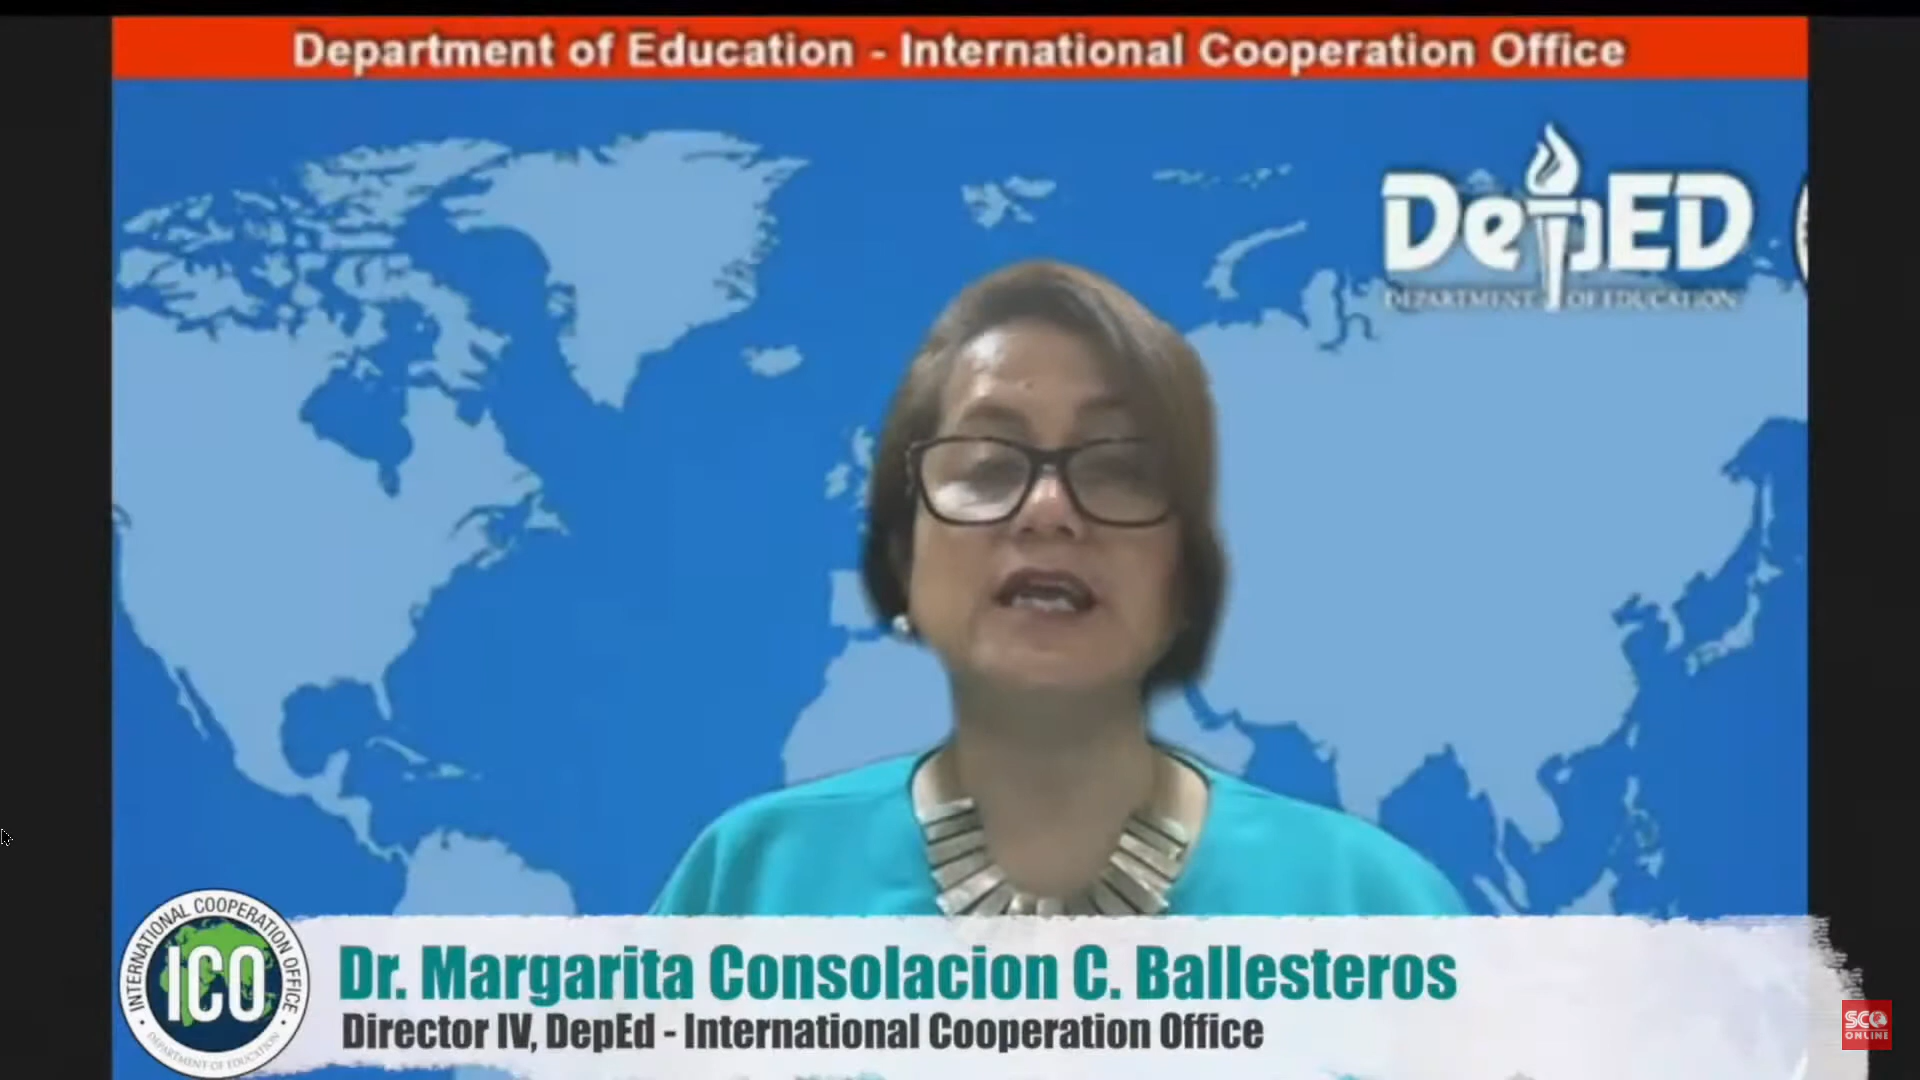 Department of Education - International Cooperation Office
DepED
DEPARTMENT OF EDUCATION
INTERNATIONAL COOPERATION OFFICE
ICO
DEPARTMENT OF EDUCATION
Dr. Margarita Consolacion C. Ballesteros
Director IV, DepEd - International Cooperation Office
SCO
ONLINE